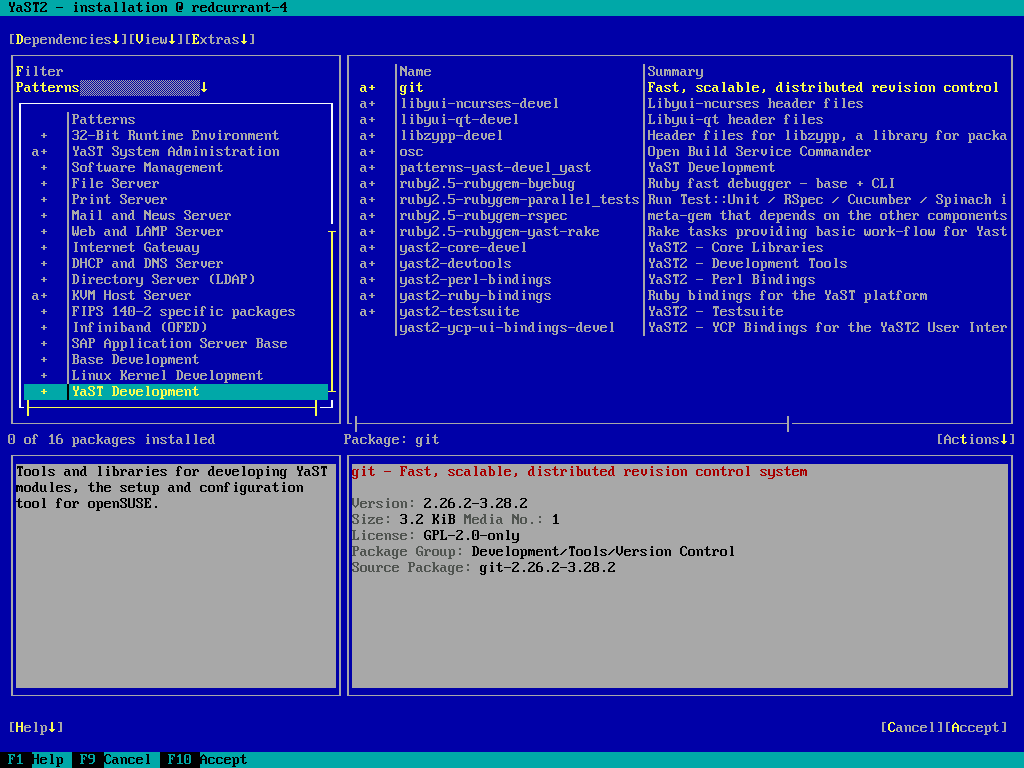 YaST2 - installation @ redcurrant-4
[Dependencies↓][View↓][Extras↓]
Filter
Patterns ↓
Patterns
+ 32-Bit Runtime Environment
a+ YaST System Administration
+ Software Management
+ File Server
+ Print Server
+ Mail and News Server
+ Web and LAMP Server
+ Internet Gateway
+ DHCP and DNS Server
+ Directory Server (LDAP)
a+ KVM Host Server
+ FIPS 140-2 specific packages
+ Infiniband (OFED)
+ SAP Application Server Base
+ Base Development
+ Linux Kernel Development
+ YaST Development
Name Summary
a+ git Fast, scalable, distributed revision control
a+ libyui-ncurses-devel Libyui-ncurses header files
a+ libyui-qt-devel Libyui-qt header files
a+ libzypp-devel Header files for libzypp, a library for packa
a+ osc Open Build Service Commander
a+ patterns-yast-devel_yast YaST Development
a+ ruby2.5-rubygem-byebug Ruby fast debugger - base + CLI
a+ ruby2.5-rubygem-parallel_tests Run Test::Unit / RSpec / Cucumber / Spinach i
a+ ruby2.5-rubygem-rspec meta-gem that depends on the other components
a+ ruby2.5-rubygem-yast-rake Rake tasks providing basic work-flow for Yast
a+ yast2-core-devel YaST2 - Core Libraries
a+ yast2-devtools YaST2 - Development Tools
a+ yast2-perl-bindings YaST2 - Perl Bindings
a+ yast2-ruby-bindings Ruby bindings for the YaST platform
a+ yast2-testsuite YaST2 - Testsuite
yast2-ycp-ui-bindings-devel YaST2 - YCP Bindings for the YaST2 User Inter
0 of 16 packages installed
Package: git [Actions↓]
Tools and libraries for developing YaST
modules, the setup and configuration
tool for openSUSE.
git - Fast, scalable, distributed revision control system
Version: 2.26.2-3.28.2
Size: 3.2 KiB Media No.: 1
License: GPL-2.0-only
Package Group: Development/Tools/Version Control
Source Package: git-2.26.2-3.28.2
[Help↓] [Cancel][Accept]
F1 Help F9 Cancel F10 Accept